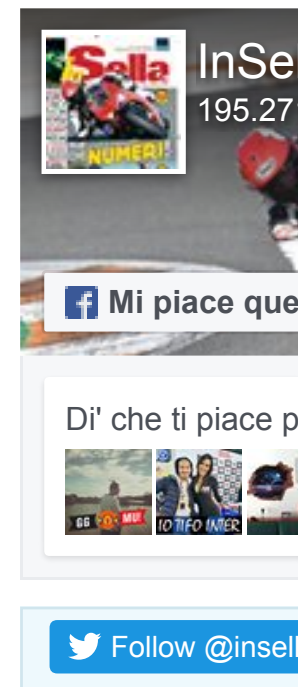 Sella
NUMERI
InSe
195.27
Mi piace que
Di' che ti piace p
GG MU!
IO TIFO INTER
Follow @insell